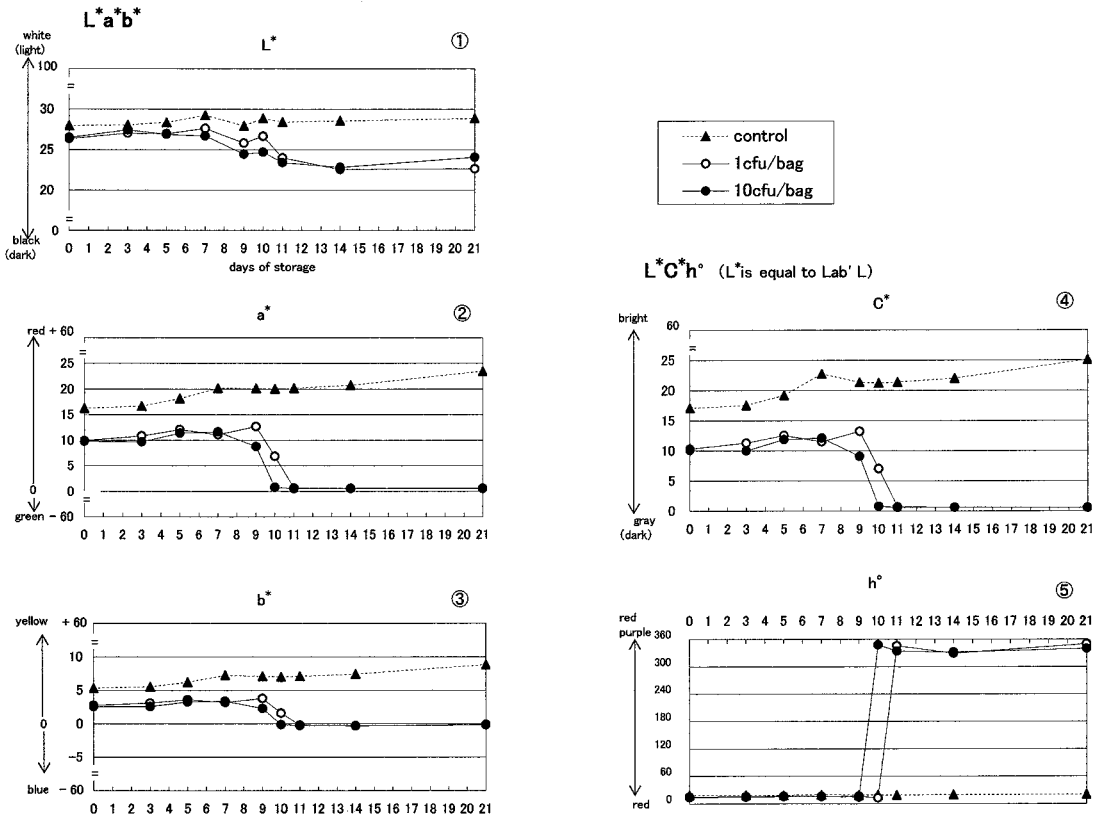 L*a*b*
white
(light)
L*
①
100
30
25
20
0
black
(dark)
0 1 2 3 4 5 6 7 8 9 10 11 12 13 14 15 16 17 18 19 20 21
days of storage
control
1cfu/bag
10cfu/bag
a*
②
red + 60
25
20
15
10
5
0
0
green - 60
0 1 2 3 4 5 6 7 8 9 10 11 12 13 14 15 16 17 18 19 20 21
b*
③
yellow + 60
10
5
0
0
-5
blue - 60
0 1 2 3 4 5 6 7 8 9 10 11 12 13 14 15 16 17 18 19 20 21
L*C*h° (L*is equal to Lab' L)
C*
④
bright
60
25
20
15
10
5
0
gray
(dark)
0 1 2 3 4 5 6 7 8 9 10 11 12 13 14 15 16 17 18 19 20 21
h°
⑤
0 1 2 3 4 5 6 7 8 9 10 11 12 13 14 15 16 17 18 19 20 21
red
purple
360
300
240
180
120
60
0
red